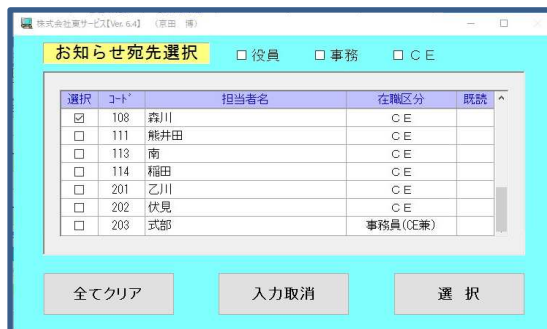 株式会社東サービス【Ver. 6.4】 （京田　博）
お知らせ宛先選択 □役員 □事務 □ＣＥ
選択 ｺｰﾄﾞ 担当者名 在職区分 既読
☑ 108 森川 ＣＥ
□ 111 熊井田 ＣＥ
□ 113 南 ＣＥ
□ 114 稲田 ＣＥ
□ 201 乙川 ＣＥ
□ 202 伏見 ＣＥ
□ 203 式部 事務員(CE兼)
全てクリア 入力取消 選 択